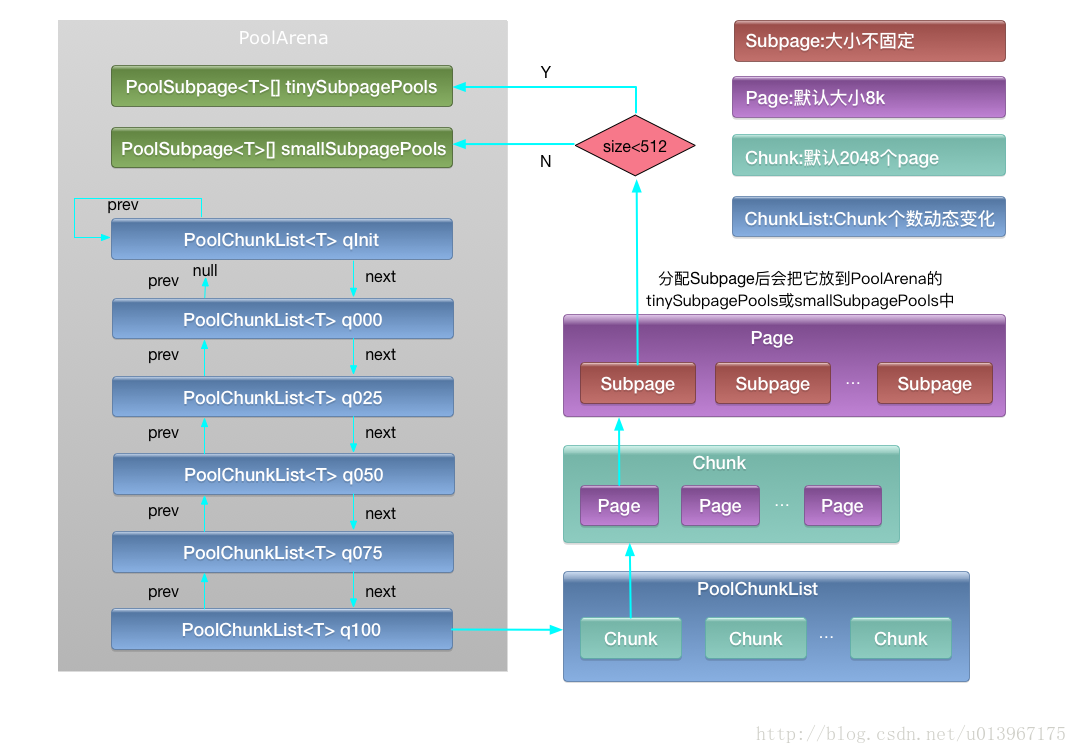 PoolArena
PoolSubpage<T>[] tinySubpagePools
PoolSubpage<T>[] smallSubpagePools
prev
PoolChunkList<T> qInit
prev
null
next
PoolChunkList<T> q000
prev
next
PoolChunkList<T> q025
prev
next
PoolChunkList<T> q050
prev
next
PoolChunkList<T> q075
prev
next
PoolChunkList<T> q100
Y
size<512
N
Subpage:大小不固定
Page:默认大小8k
Chunk:默认2048个page
ChunkList:Chunk个数动态变化
分配Subpage后会把它放到PoolArena的
tinySubpagePools或smallSubpagePools中
Page
Subpage Subpage ... Subpage
Chunk
Page Page ... Page
PoolChunkList
Chunk Chunk ... Chunk
http://blog.csdn.net/u013967175